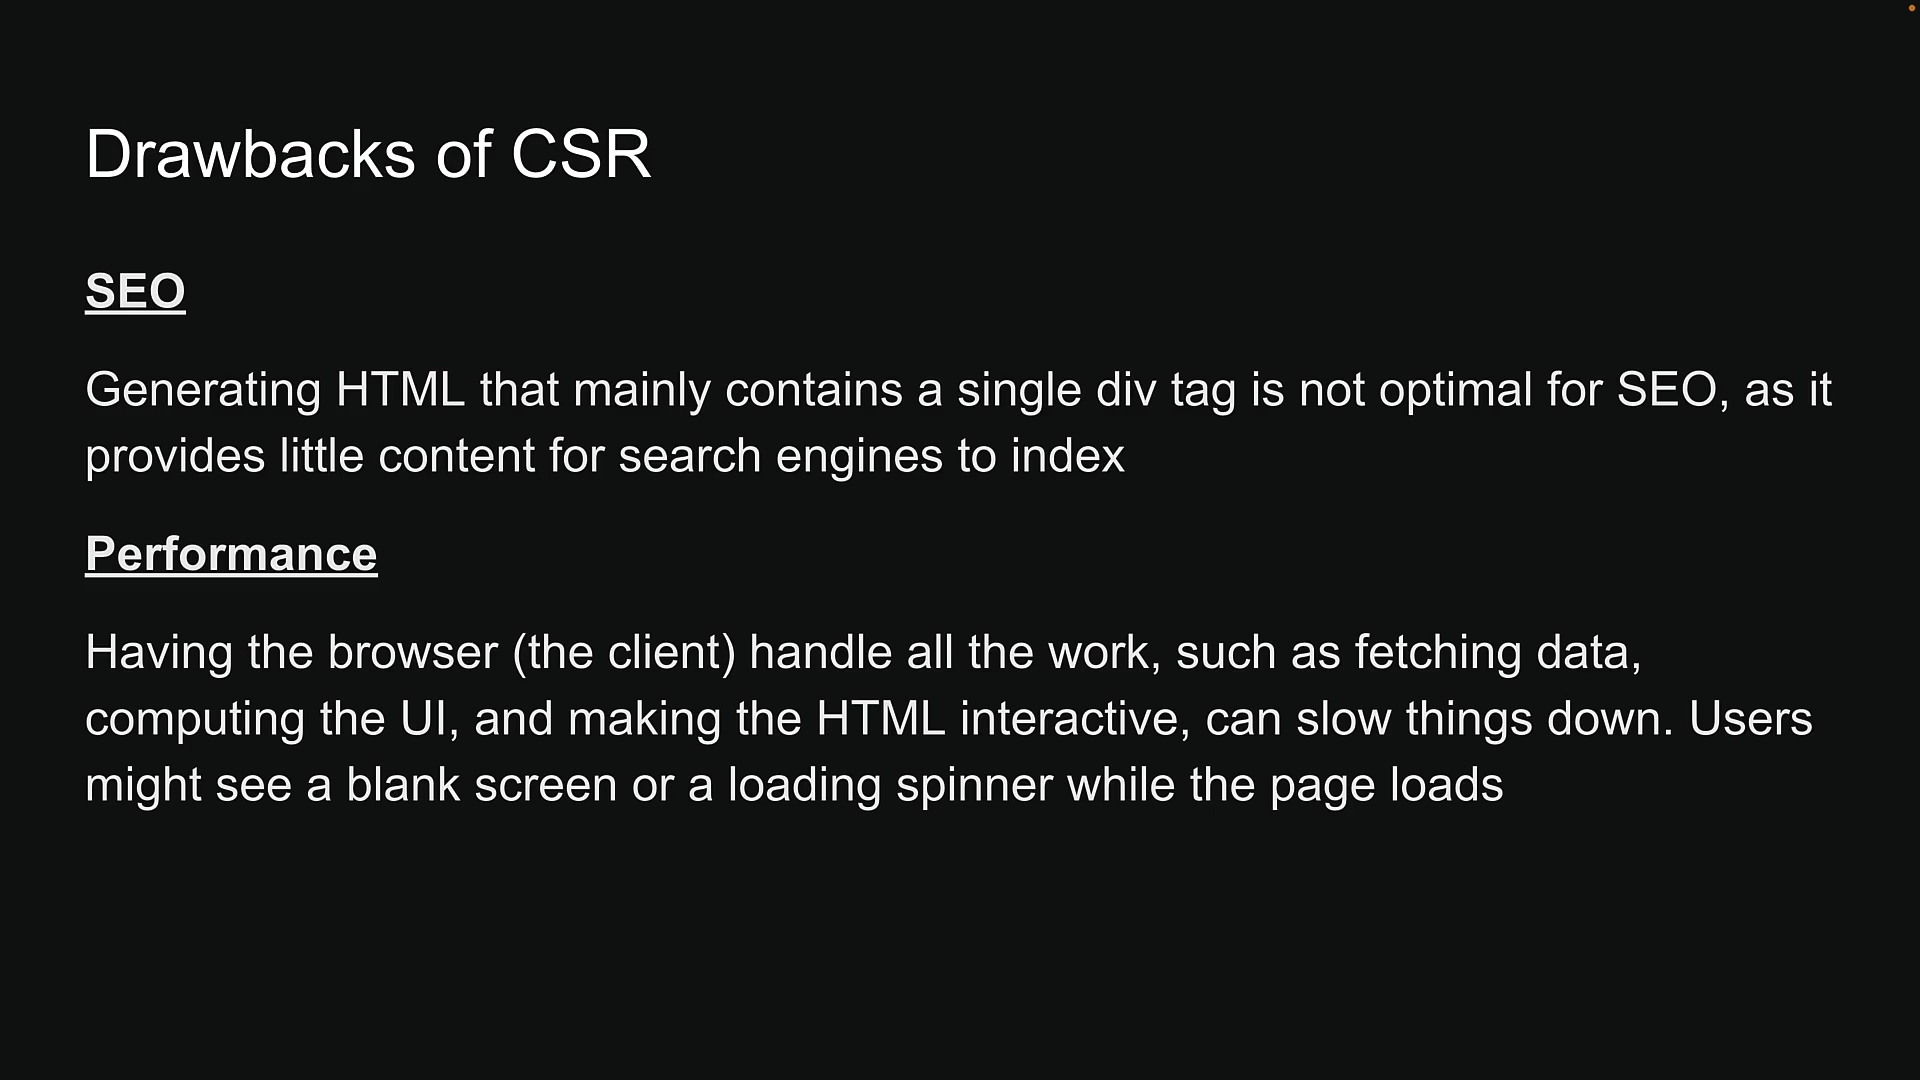 Drawbacks of CSR
SEO
Generating HTML that mainly contains a single div tag is not optimal for SEO, as it
provides little content for search engines to index
Performance
Having the browser (the client) handle all the work, such as fetching data,
computing the UI, and making the HTML interactive, can slow things down. Users
might see a blank screen or a loading spinner while the page loads